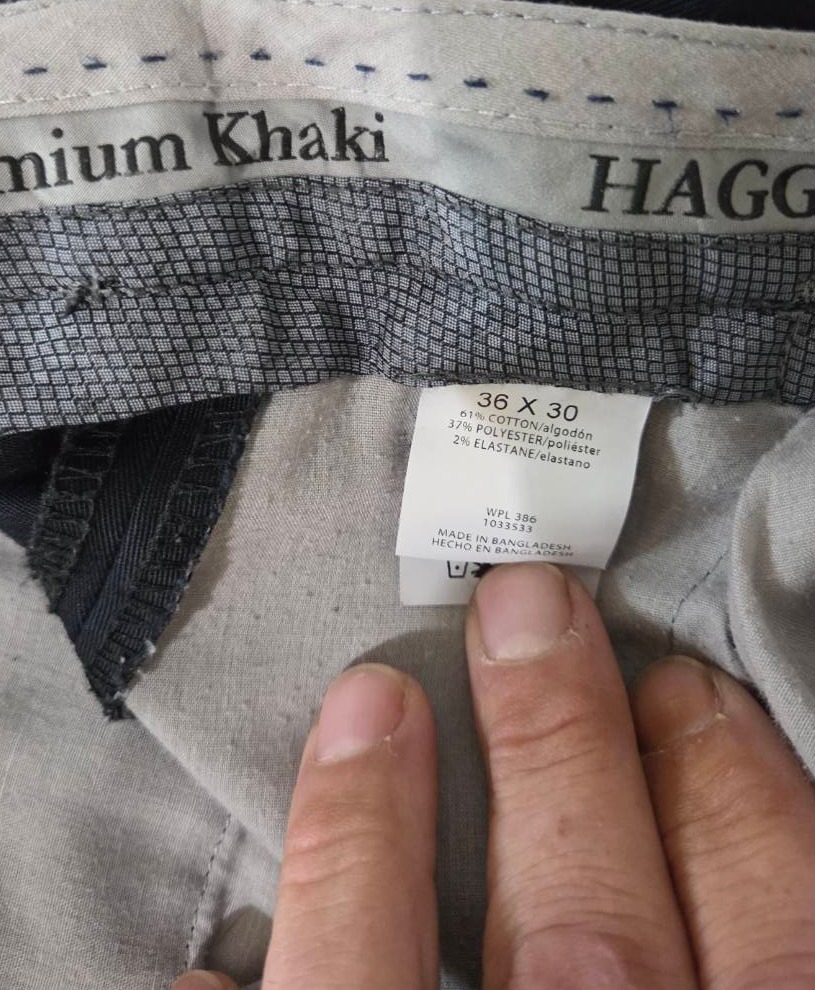 mium Khaki
HAGG
36 X 30
61% COTTON/algodón
37% POLYESTER/poliéster
2% ELASTANE/elastano
WPL 386
1033533
MADE IN BANGLADESH
HECHO EN BANGLADESH